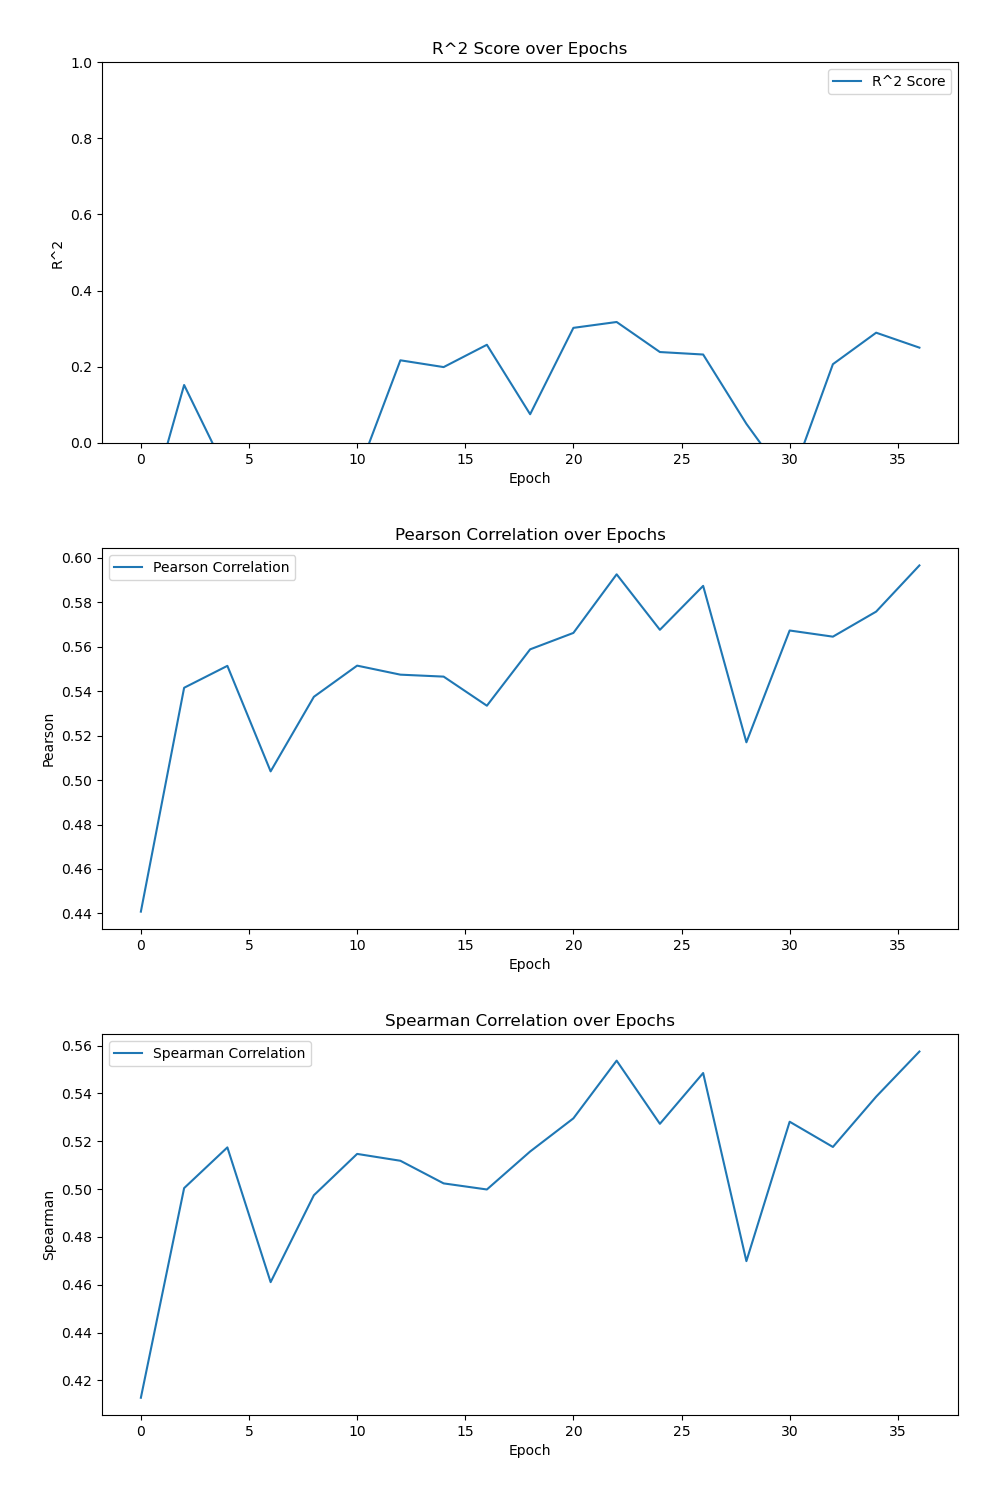 R^2 Score over Epochs
1.0
R^2 Score
0.8
0.6
R^2
0.4
0.2
0.0
0 5 10 15 20 25 30 35
Epoch
Pearson Correlation over Epochs
0.60
Pearson Correlation
0.58
0.56
0.54
Pearson
0.52
0.50
0.48
0.46
0.44
0 5 10 15 20 25 30 35
Epoch
Spearman Correlation over Epochs
0.56
Spearman Correlation
0.54
0.52
0.50
Spearman
0.48
0.46
0.44
0.42
0 5 10 15 20 25 30 35
Epoch